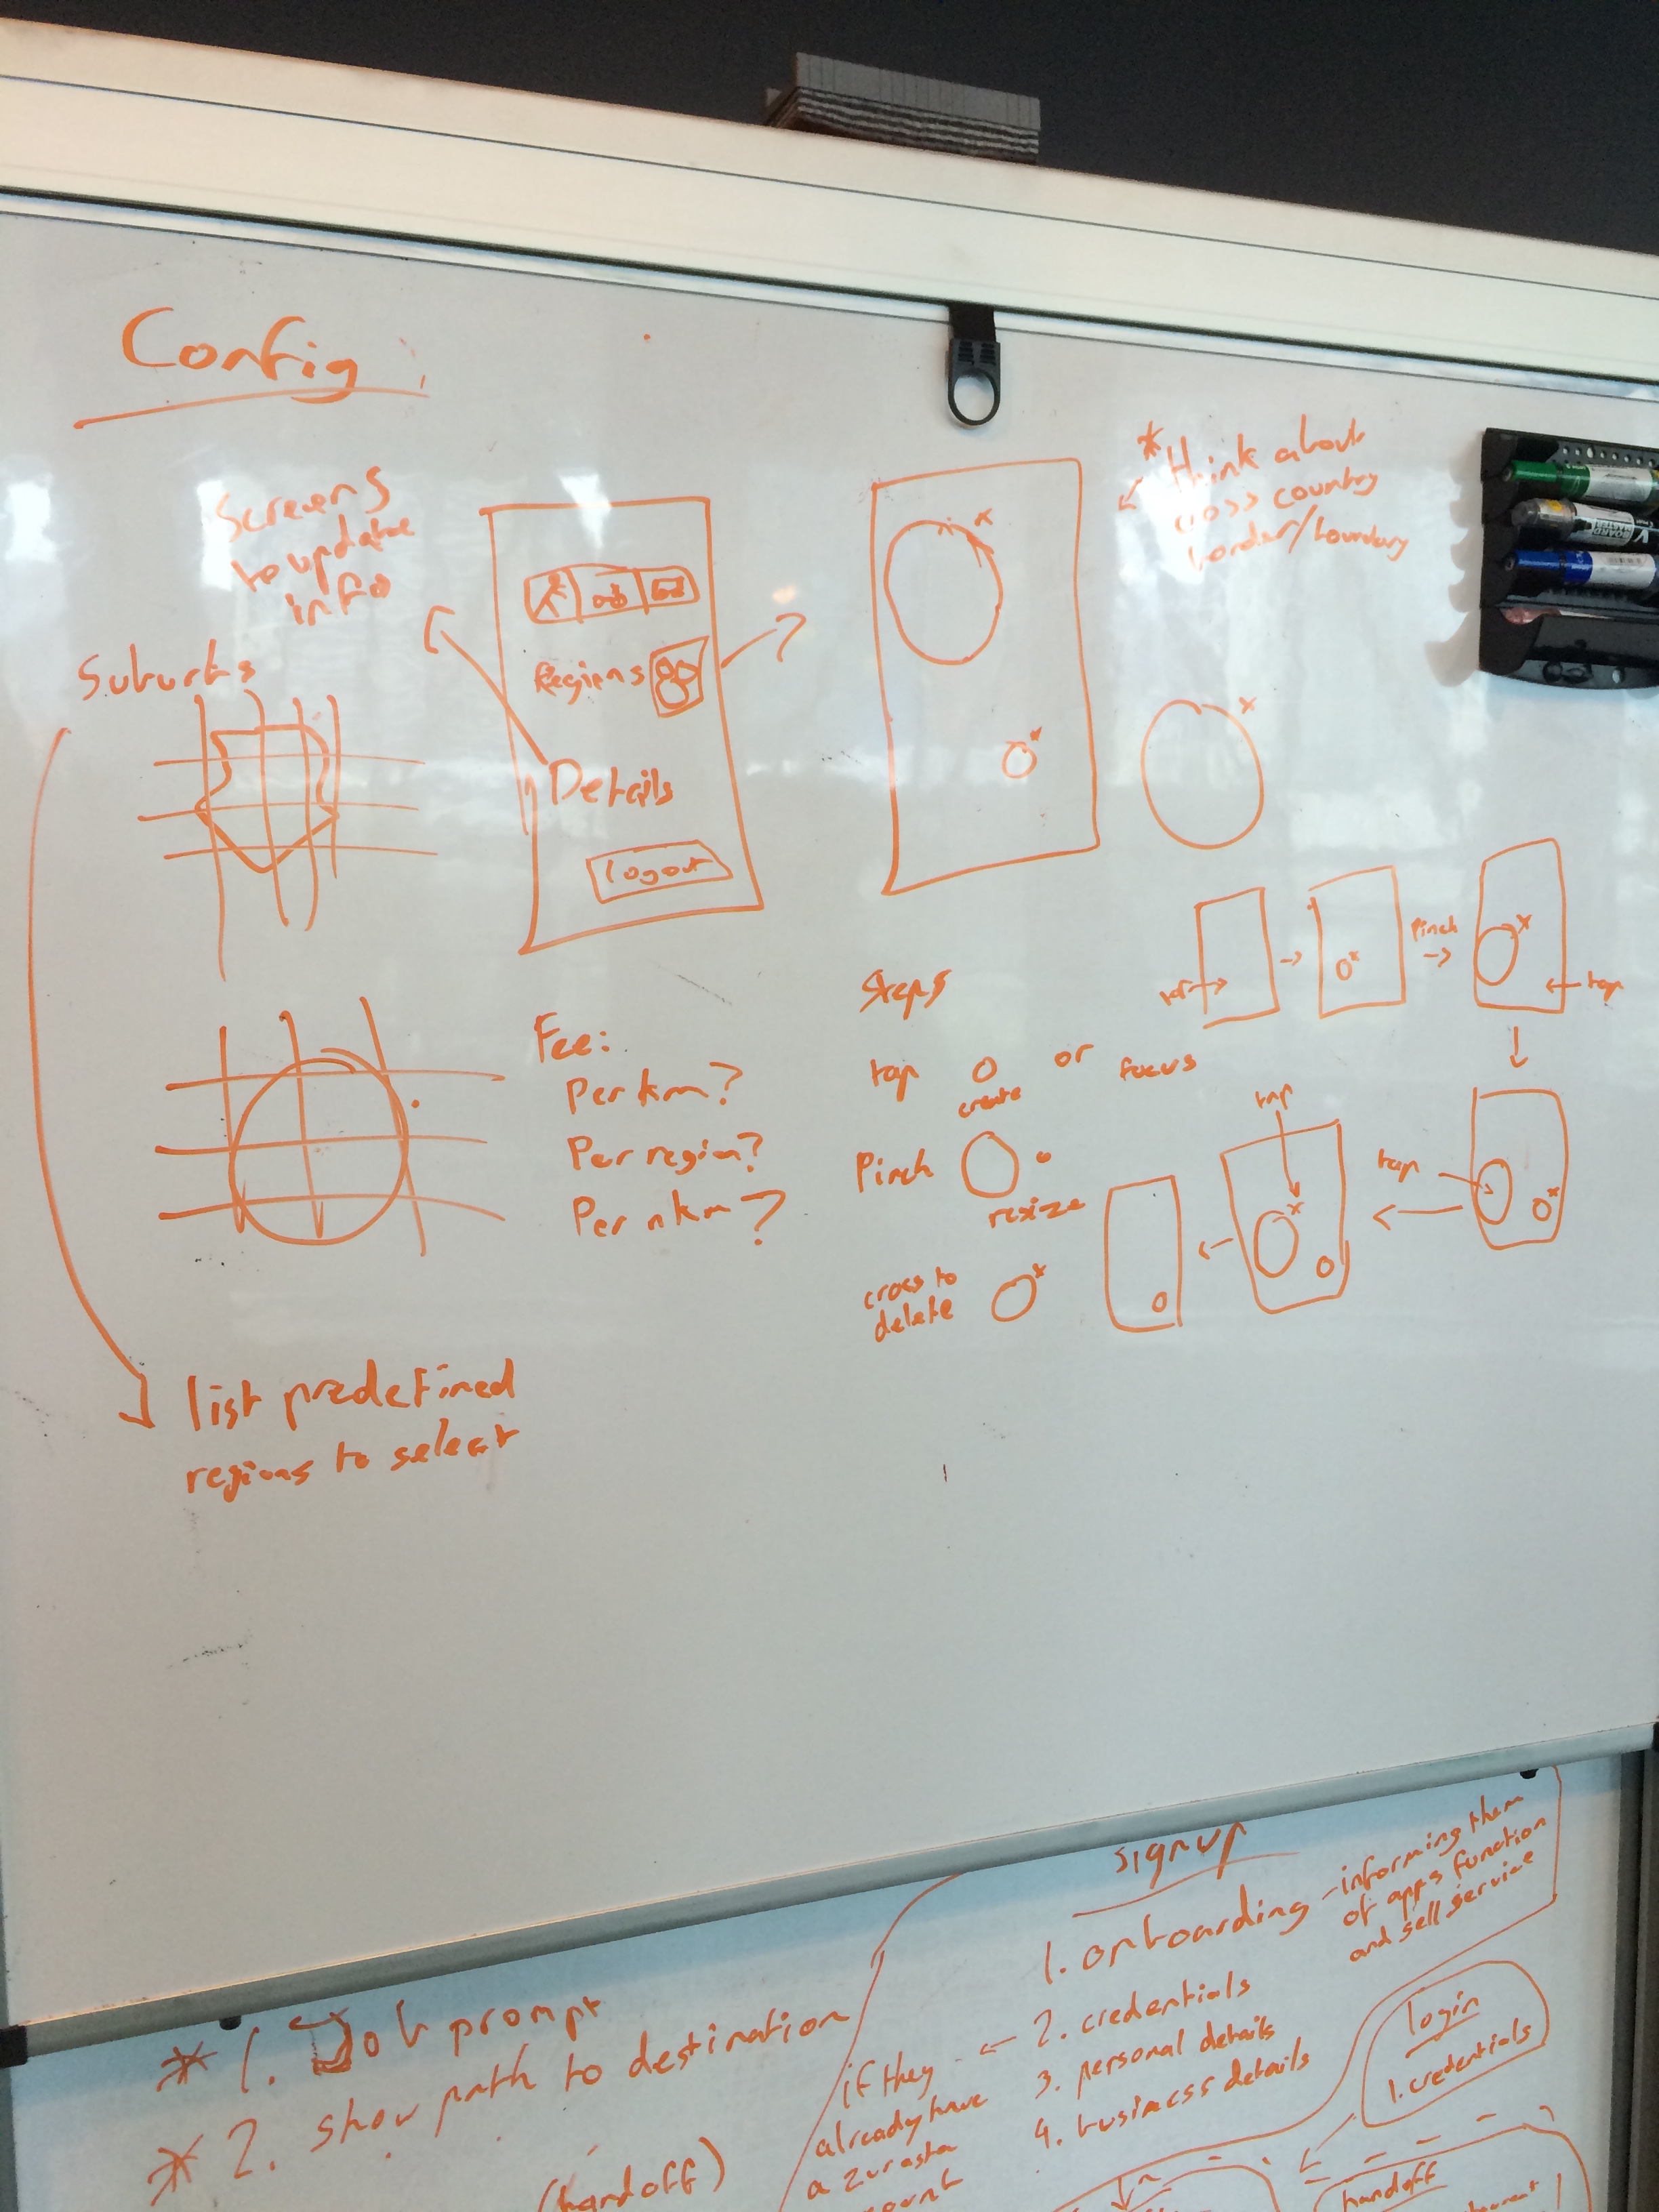 Config
Screens
to update
info
Suburbs
Regions
Details
logout
* think about
cross country
border/boundary
Fee:
Per km?
Per region?
Per n km?
list predefined
regions to select
Steps
tap
create
or
focus
Pinch
resize
cross to
delete
Pinch
tap
tap
tap
signup
1. onboarding - informing them
of apps function
and sell service
2. credentials
3. personal details
4. business details
if they
already have
a
login
1. credentials
* 1. Job prompt
* 2. show path to destination
(handoff)
handoff